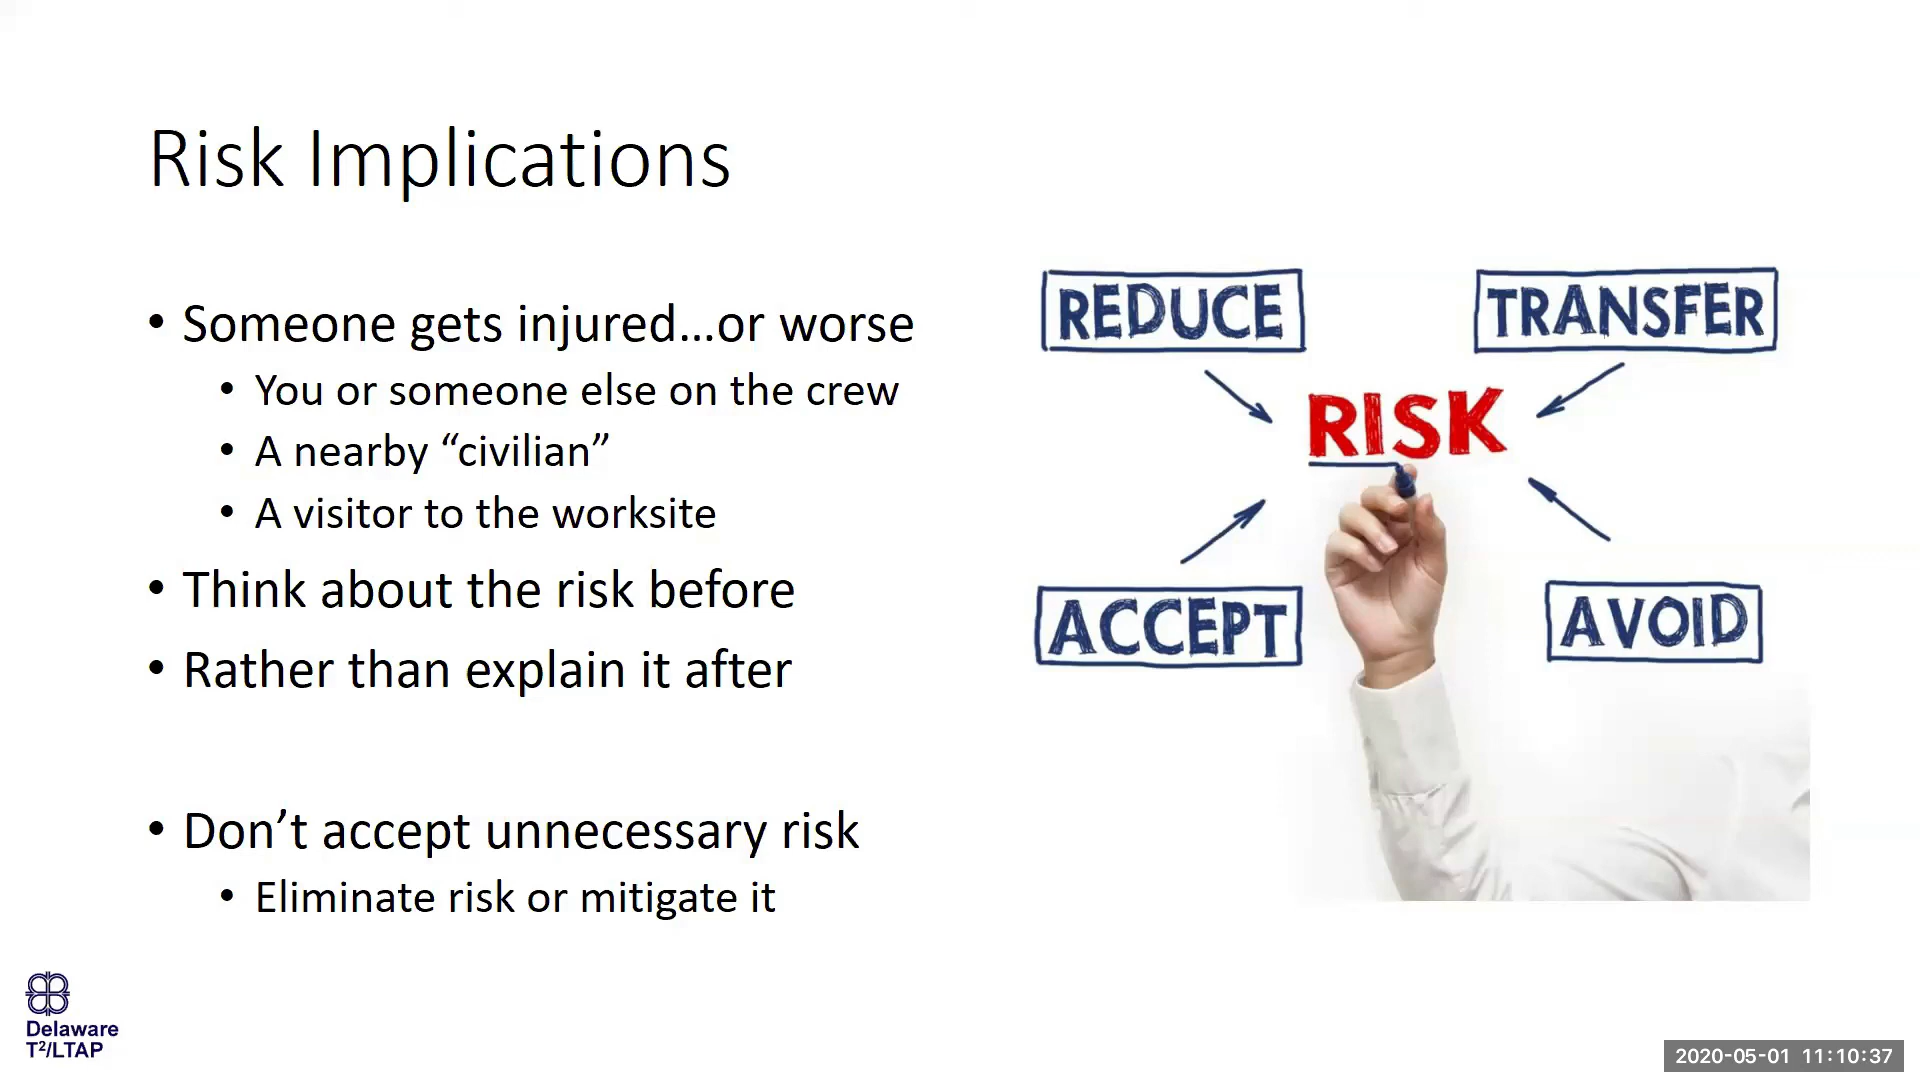 Risk Implications
• Someone gets injured…or worse
• You or someone else on the crew
• A nearby “civilian”
• A visitor to the worksite
• Think about the risk before
• Rather than explain it after
• Don’t accept unnecessary risk
• Eliminate risk or mitigate it
REDUCE
TRANSFER
RISK
ACCEPT
AVOID
Delaware
T²/LTAP
2020-05-01 11:10:37